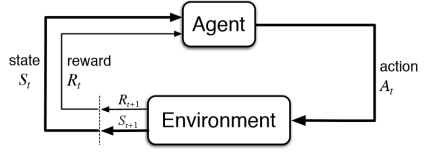 Agent
state
S_t
reward
R_t
action
A_t
R_{t+1}
S_{t+1}
Environment